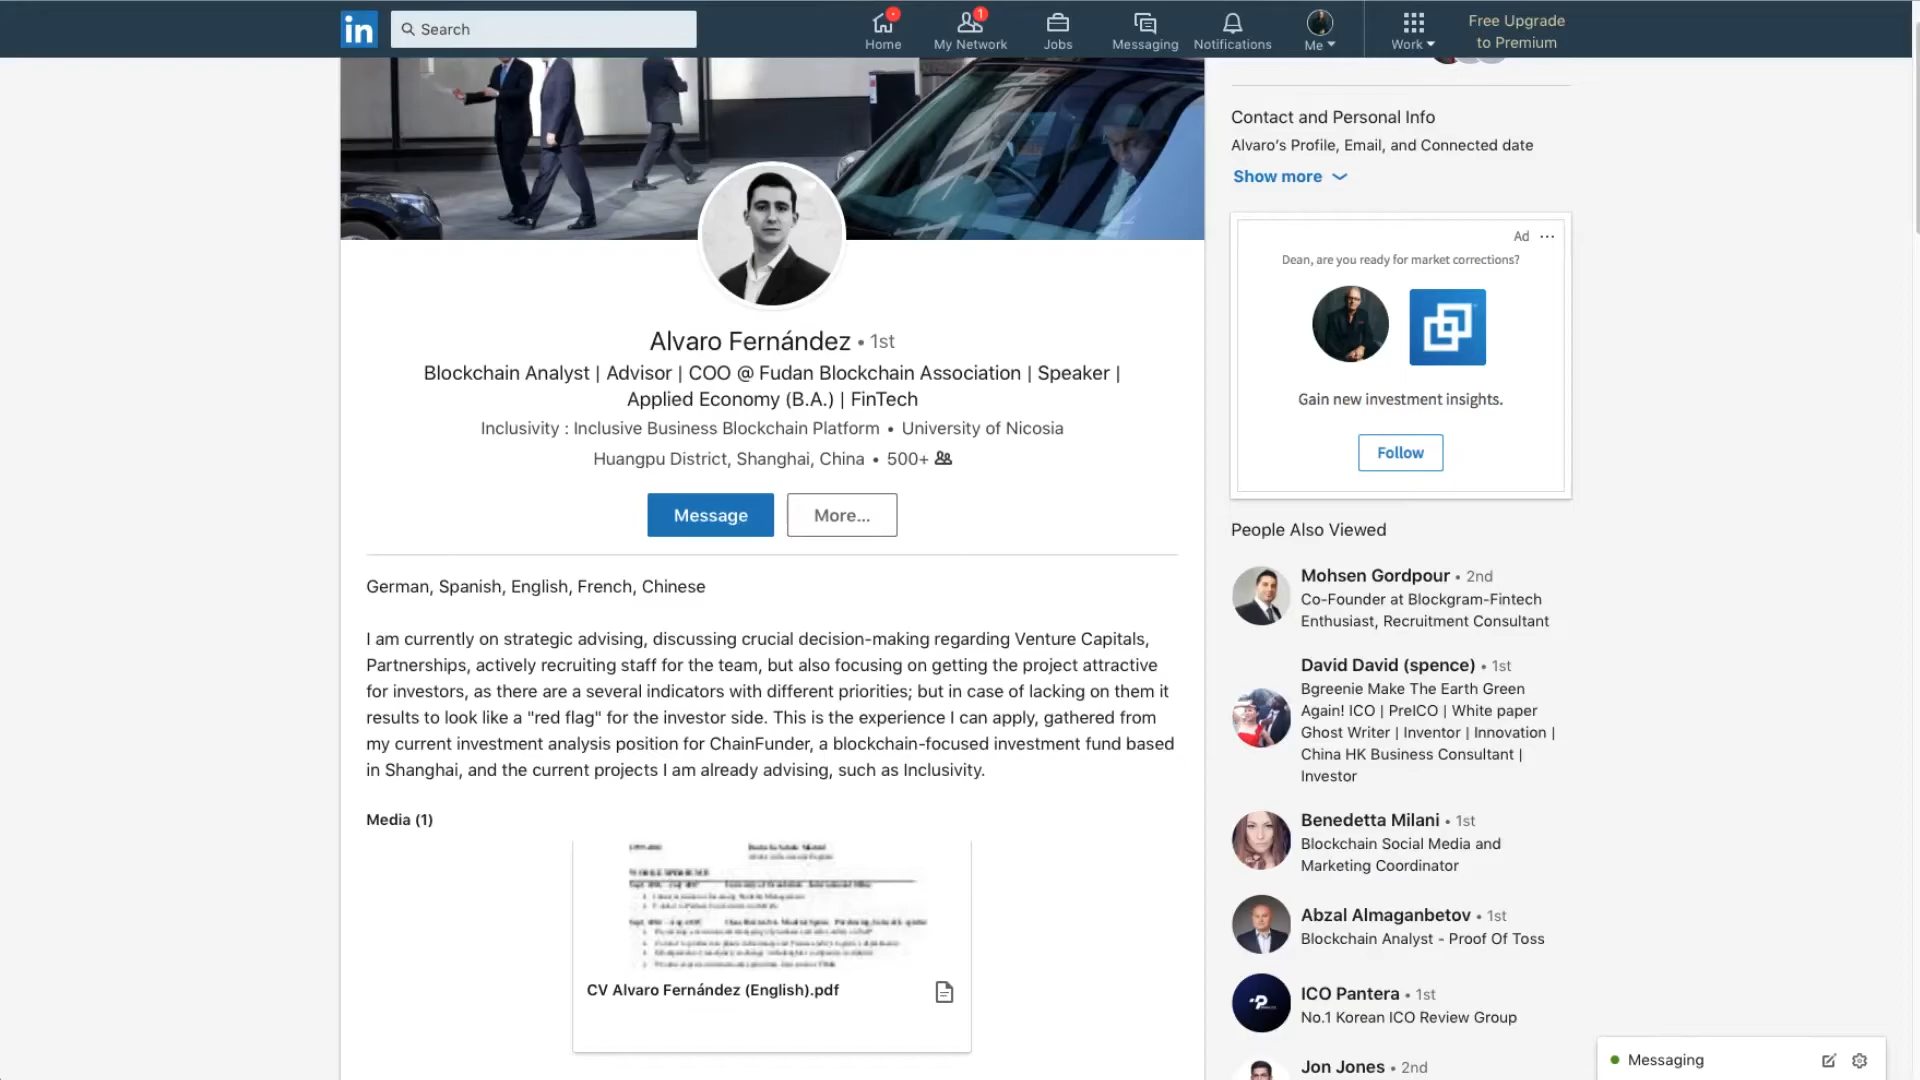 in
Search
Home
1
My Network
Jobs
Messaging
Notifications
Me
Work
Free Upgrade
to Premium
Alvaro Fernández • 1st
Blockchain Analyst | Advisor | COO @ Fudan Blockchain Association | Speaker |
Applied Economy (B.A.) | FinTech
Inclusivity : Inclusive Business Blockchain Platform • University of Nicosia
Huangpu District, Shanghai, China • 500+
Message
More...
German, Spanish, English, French, Chinese
I am currently on strategic advising, discussing crucial decision-making regarding Venture Capitals,
Partnerships, actively recruiting staff for the team, but also focusing on getting the project attractive
for investors, as there are a several indicators with different priorities; but in case of lacking on them it
results to look like a "red flag" for the investor side. This is the experience I can apply, gathered from
my current investment analysis position for ChainFunder, a blockchain-focused investment fund based
in Shanghai, and the current projects I am already advising, such as Inclusivity.
Media (1)
CV Alvaro Fernández (English).pdf
Contact and Personal Info
Alvaro's Profile, Email, and Connected date
Show more
Ad ...
Dean, are you ready for market corrections?
Gain new investment insights.
Follow
People Also Viewed
Mohsen Gordpour • 2nd
Co-Founder at Blockgram-Fintech
Enthusiast, Recruitment Consultant
David David (spence) • 1st
Bgreenie Make The Earth Green
Again! ICO | PreICO | White paper
Ghost Writer | Inventor | Innovation |
China HK Business Consultant |
Investor
Benedetta Milani • 1st
Blockchain Social Media and
Marketing Coordinator
Abzal Almaganbetov • 1st
Blockchain Analyst - Proof Of Toss
ICO Pantera • 1st
No.1 Korean ICO Review Group
Jon Jones • 2nd
Messaging